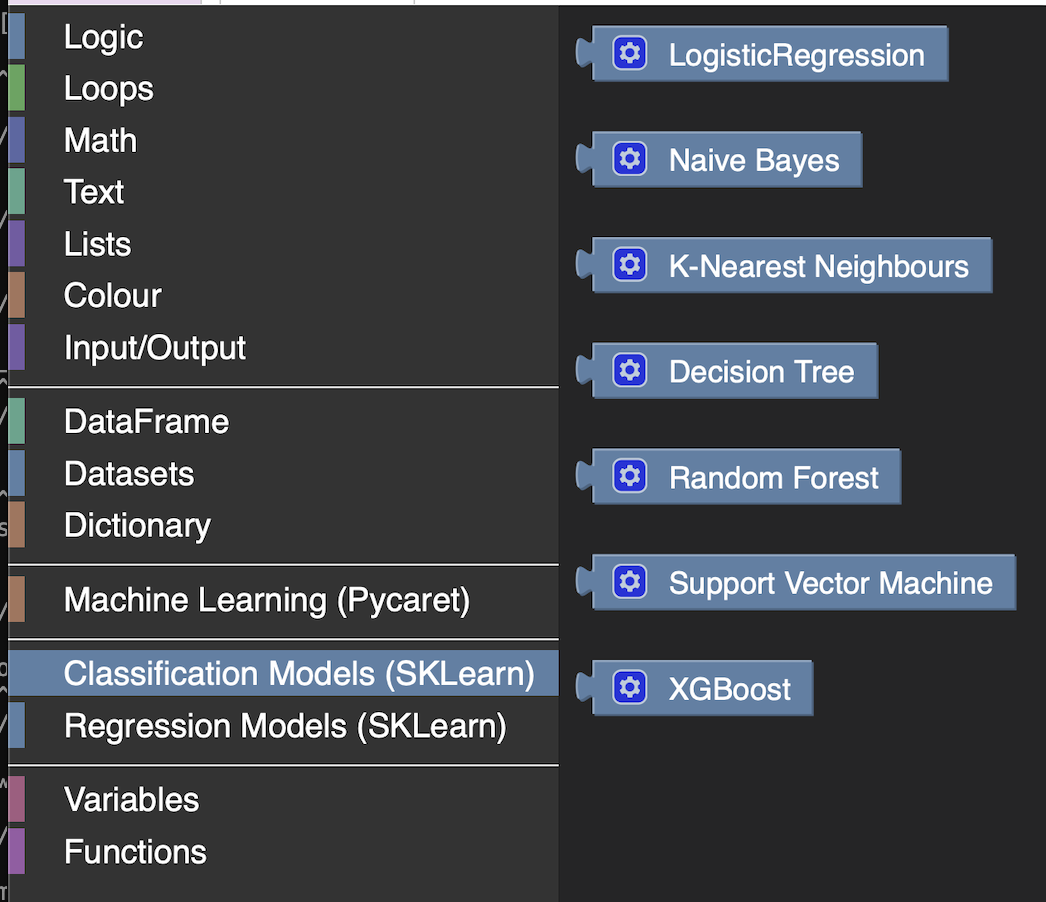 Logic
Loops
Math
Text
Lists
Colour
Input/Output
DataFrame
Datasets
Dictionary
Machine Learning (Pycaret)
Classification Models (SKLearn)
Regression Models (SKLearn)
Variables
Functions
LogisticRegression
Naive Bayes
K-Nearest Neighbours
Decision Tree
Random Forest
Support Vector Machine
XGBoost